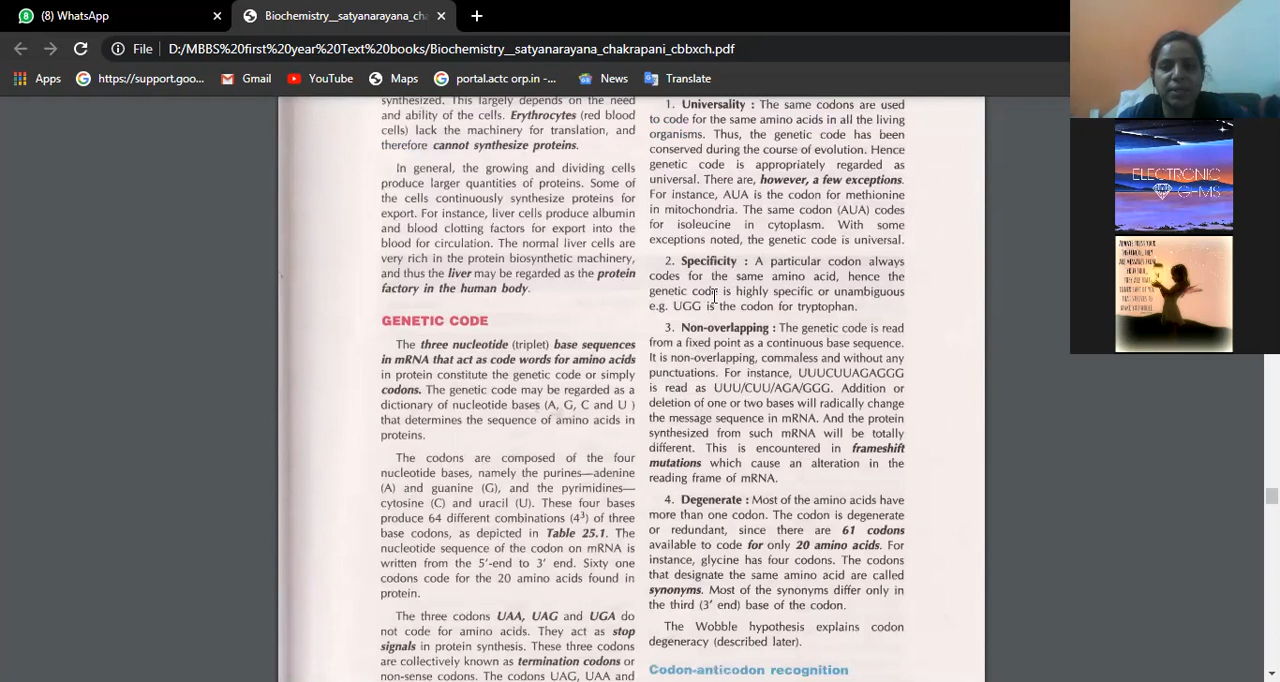 (8) WhatsApp
Biochemistry__satyanarayana_cha
File
D:/MBBS%20first%20year%20Text%20books/Biochemistry__satyanarayana_chakrapani_cbbxch.pdf
Apps
https://support.goo...
Gmail
YouTube
Maps
portal.actc orp.in -...
News
Translate
synthesized. This largely depends on the need
and ability of the cells. Erythrocytes (red blood
cells) lack the machinery for translation, and
therefore cannot synthesize proteins.
In general, the growing and dividing cells
produce larger quantities of proteins. Some of
the cells continuously synthesize proteins for
export. For instance, liver cells produce albumin
and blood clotting factors for export into the
blood for circulation. The normal liver cells are
very rich in the protein biosynthetic machinery,
and thus the liver may be regarded as the protein
factory in the human body.
GENETIC CODE
The three nucleotide (triplet) base sequences
in mRNA that act as code words for amino acids
in protein constitute the genetic code or simply
codons. The genetic code may be regarded as a
dictionary of nucleotide bases (A, G, C and U )
that determines the sequence of amino acids in
proteins.
The codons are composed of the four
nucleotide bases, namely the purines—adenine
(A) and guanine (G), and the pyrimidines—
cytosine (C) and uracil (U). These four bases
produce 64 different combinations (4³) of three
base codons, as depicted in Table 25.1. The
nucleotide sequence of the codon on mRNA is
written from the 5′-end to 3′ end. Sixty one
codons code for the 20 amino acids found in
protein.
The three codons UAA, UAG and UGA do
not code for amino acids. They act as stop
signals in protein synthesis. These three codons
are collectively known as termination codons or
non-sense codons. The codons UAG, UAA and
1. Universality : The same codons are used
to code for the same amino acids in all the living
organisms. Thus, the genetic code has been
conserved during the course of evolution. Hence
genetic code is appropriately regarded as
universal. There are, however, a few exceptions.
For instance, AUA is the codon for methionine
in mitochondria. The same codon (AUA) codes
for isoleucine in cytoplasm. With some
exceptions noted, the genetic code is universal.
2. Specificity : A particular codon always
codes for the same amino acid, hence the
genetic code is highly specific or unambiguous
e.g. UGG is the codon for tryptophan.
3. Non-overlapping : The genetic code is read
from a fixed point as a continuous base sequence.
It is non-overlapping, commaless and without any
punctuations. For instance, UUUCUUAGAGGG
is read as UUU/CUU/AGA/GGG. Addition or
deletion of one or two bases will radically change
the message sequence in mRNA. And the protein
synthesized from such mRNA will be totally
different. This is encountered in frameshift
mutations which cause an alteration in the
reading frame of mRNA.
4. Degenerate : Most of the amino acids have
more than one codon. The codon is degenerate
or redundant, since there are 61 codons
available to code for only 20 amino acids. For
instance, glycine has four codons. The codons
that designate the same amino acid are called
synonyms. Most of the synonyms differ only in
the third (3′ end) base of the codon.
The Wobble hypothesis explains codon
degeneracy (described later).
Codon-anticodon recognition
ELECTRONIC
GEMS